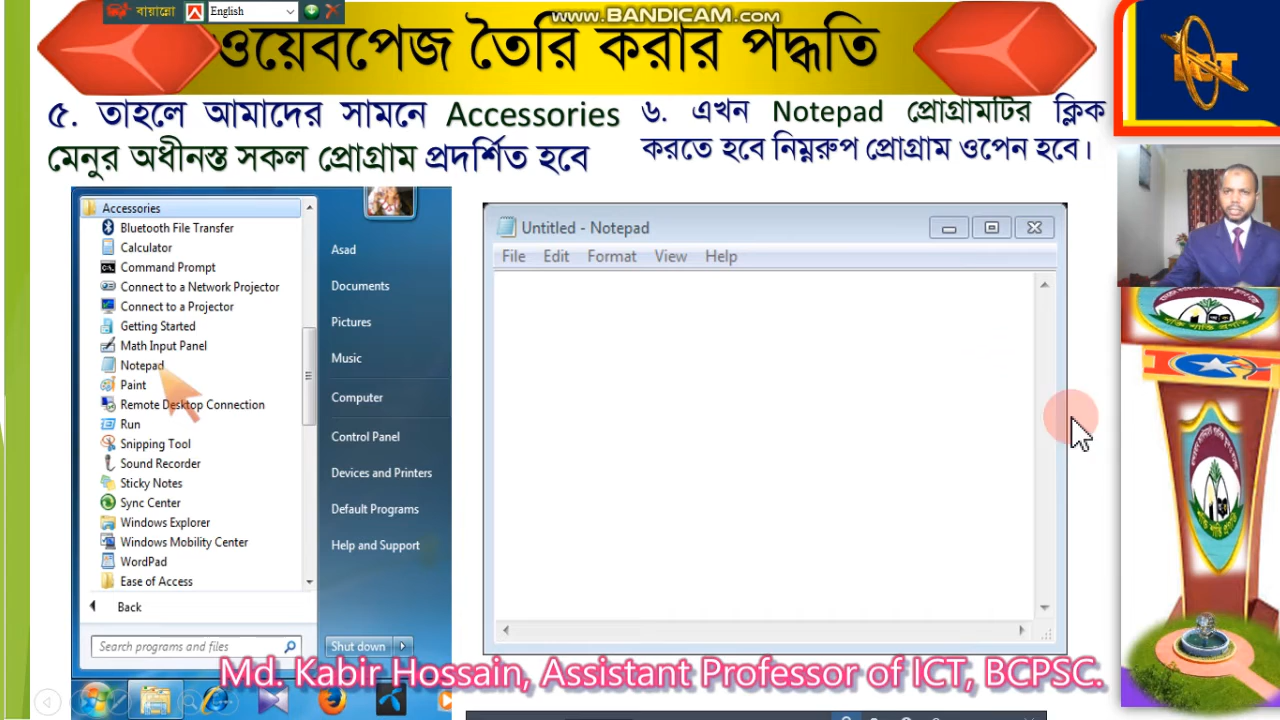 বায়ান্নো
English
WWW.BANDICAM.COM
ওয়েবপেজ তৈরি করার পদ্ধতি
ICT
৫. তাহলে আমাদের সামনে Accessories
মেনুর অধীনস্ত সকল প্রোগ্রাম প্রদর্শিত হবে
৬. এখন Notepad প্রোগ্রামটির ক্লিক
করতে হবে নিম্নরুপ প্রোগ্রাম ওপেন হবে।
Accessories
Bluetooth File Transfer
Calculator
Command Prompt
Connect to a Network Projector
Connect to a Projector
Getting Started
Math Input Panel
Notepad
Paint
Remote Desktop Connection
Run
Snipping Tool
Sound Recorder
Sticky Notes
Sync Center
Windows Explorer
Windows Mobility Center
WordPad
Ease of Access
Back
Search programs and files
Asad
Documents
Pictures
Music
Computer
Control Panel
Devices and Printers
Default Programs
Help and Support
Shut down
Untitled - Notepad
File Edit Format View Help
Md. Kabir Hossain, Assistant Professor of ICT, BCPSC.